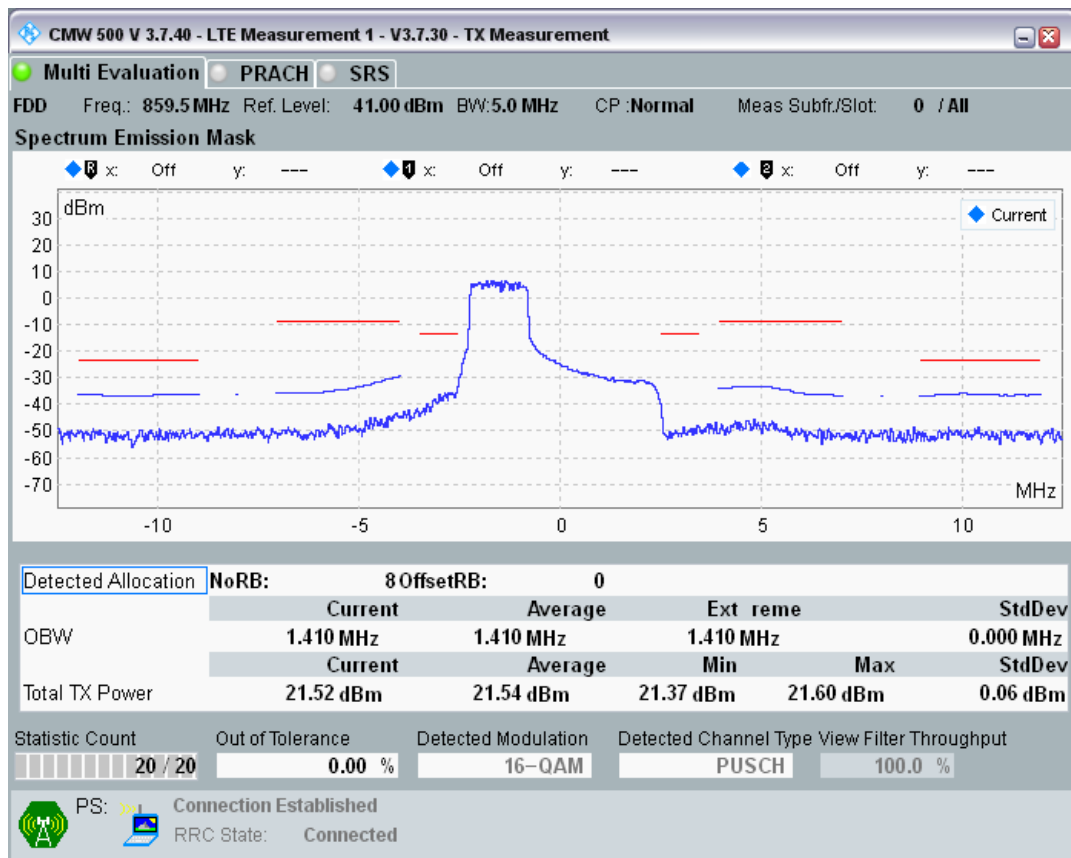 CMW 500 V 3.7.40 - LTE Measurement 1 - V3.7.30 - TX Measurement
Multi Evaluation PRACH SRS
FDD Freq.: 859.5 MHz Ref. Level: 41.00 dBm BW:5.0 MHz CP :Normal Meas Subfr./Slot: 0 / All
Spectrum Emission Mask
R x: Off y: --- 1 x: Off y: --- 2 x: Off y: ---
dBm
Current
30
20
10
0
-10
-20
-30
-40
-50
-60
-70
MHz
-10 -5 0 5 10
Detected Allocation NoRB: 8 OffsetRB: 0
Current Average Ext reme StdDev
OBW 1.410 MHz 1.410 MHz 1.410 MHz 0.000 MHz
Current Average Min Max StdDev
Total TX Power 21.52 dBm 21.54 dBm 21.37 dBm 21.60 dBm 0.06 dBm
Statistic Count Out of Tolerance Detected Modulation Detected Channel Type View Filter Throughput
20 / 20 0.00 % 16-QAM PUSCH 100.0 %
PS: Connection Established
RRC State: Connected